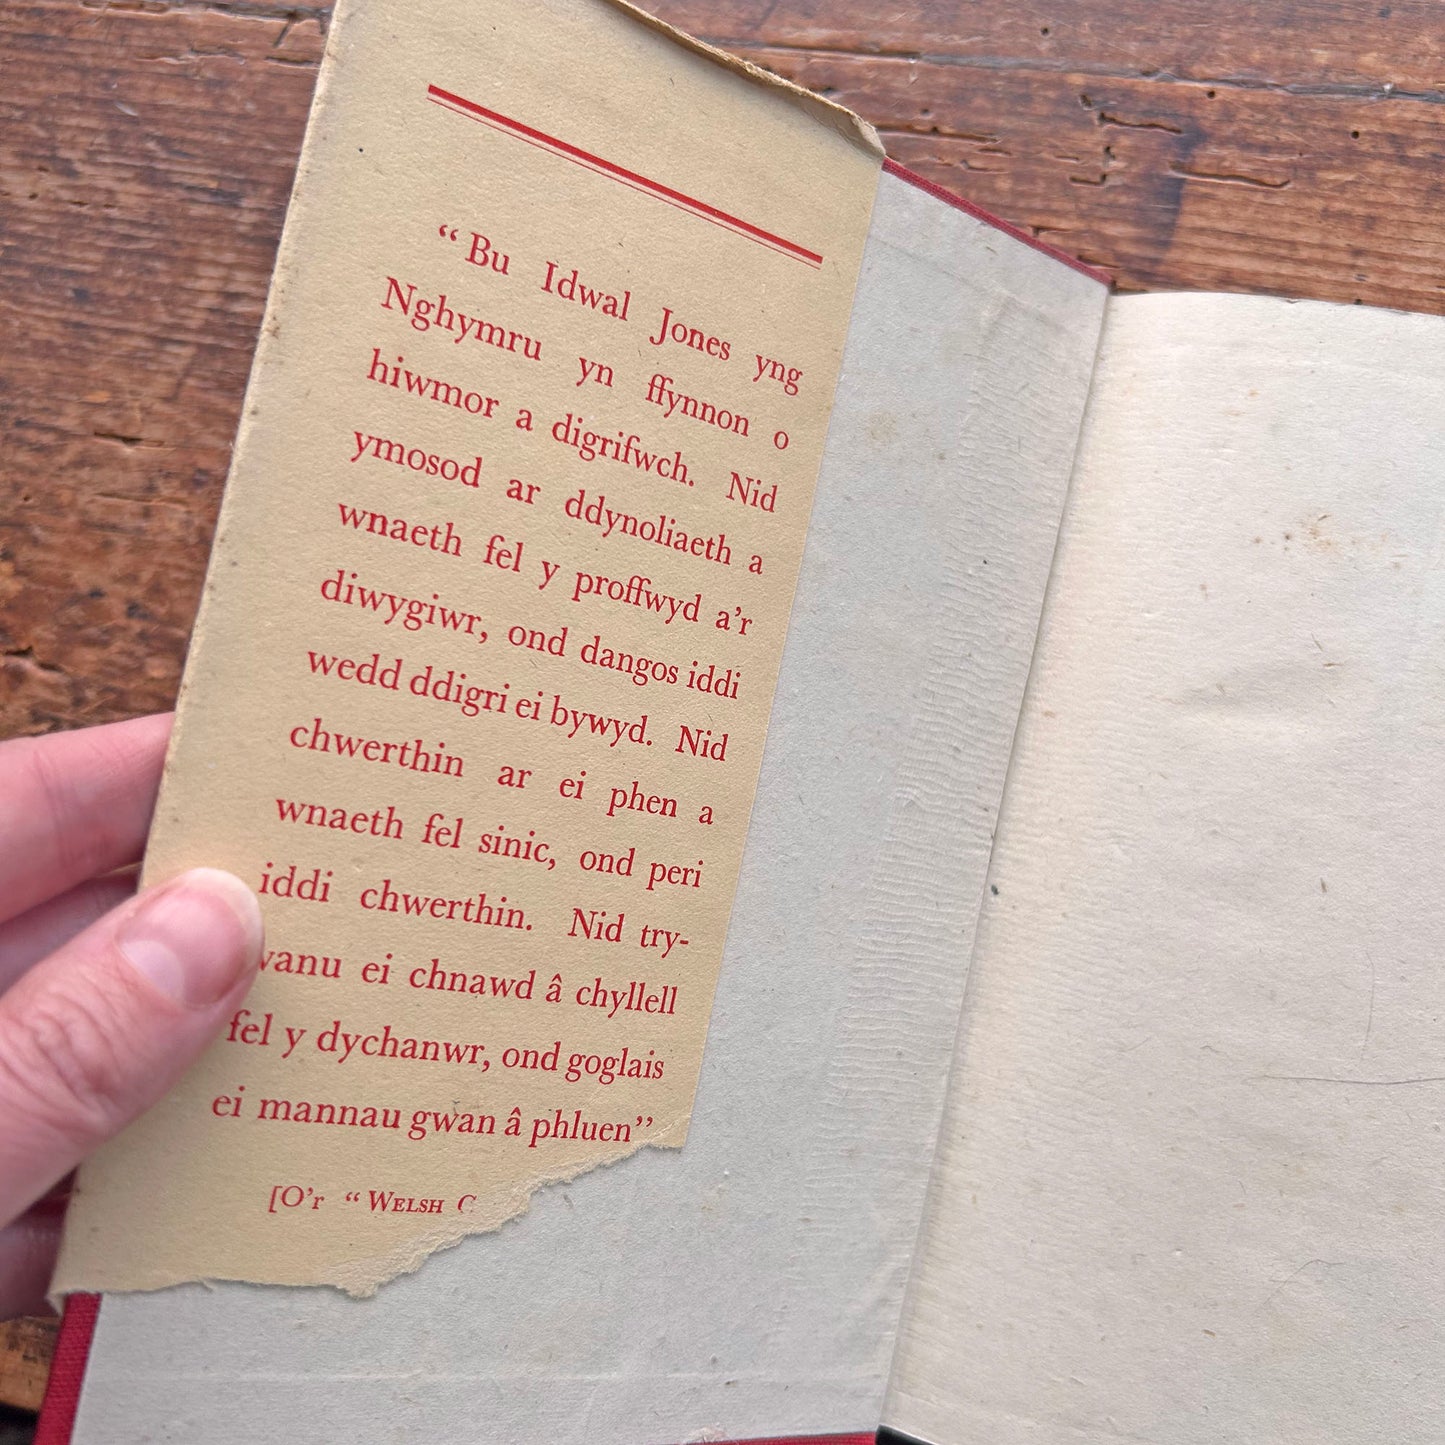 “ Bu Idwal Jones yng
Nghymru yn ffynnon o
hiwmor a digrifwch. Nid
ymosod ar ddynoliaeth a
wnaeth fel y proffwyd a’r
diwygiwr, ond dangos iddi
wedd ddigri ei bywyd. Nid
chwerthin ar ei phen a
wnaeth fel sinic, ond peri
iddi chwerthin. Nid try-
wanu ei chnawd â chyllell
fel y dychanwr, ond goglais
ei mannau gwan â phluen”
[O’r “ WELSH